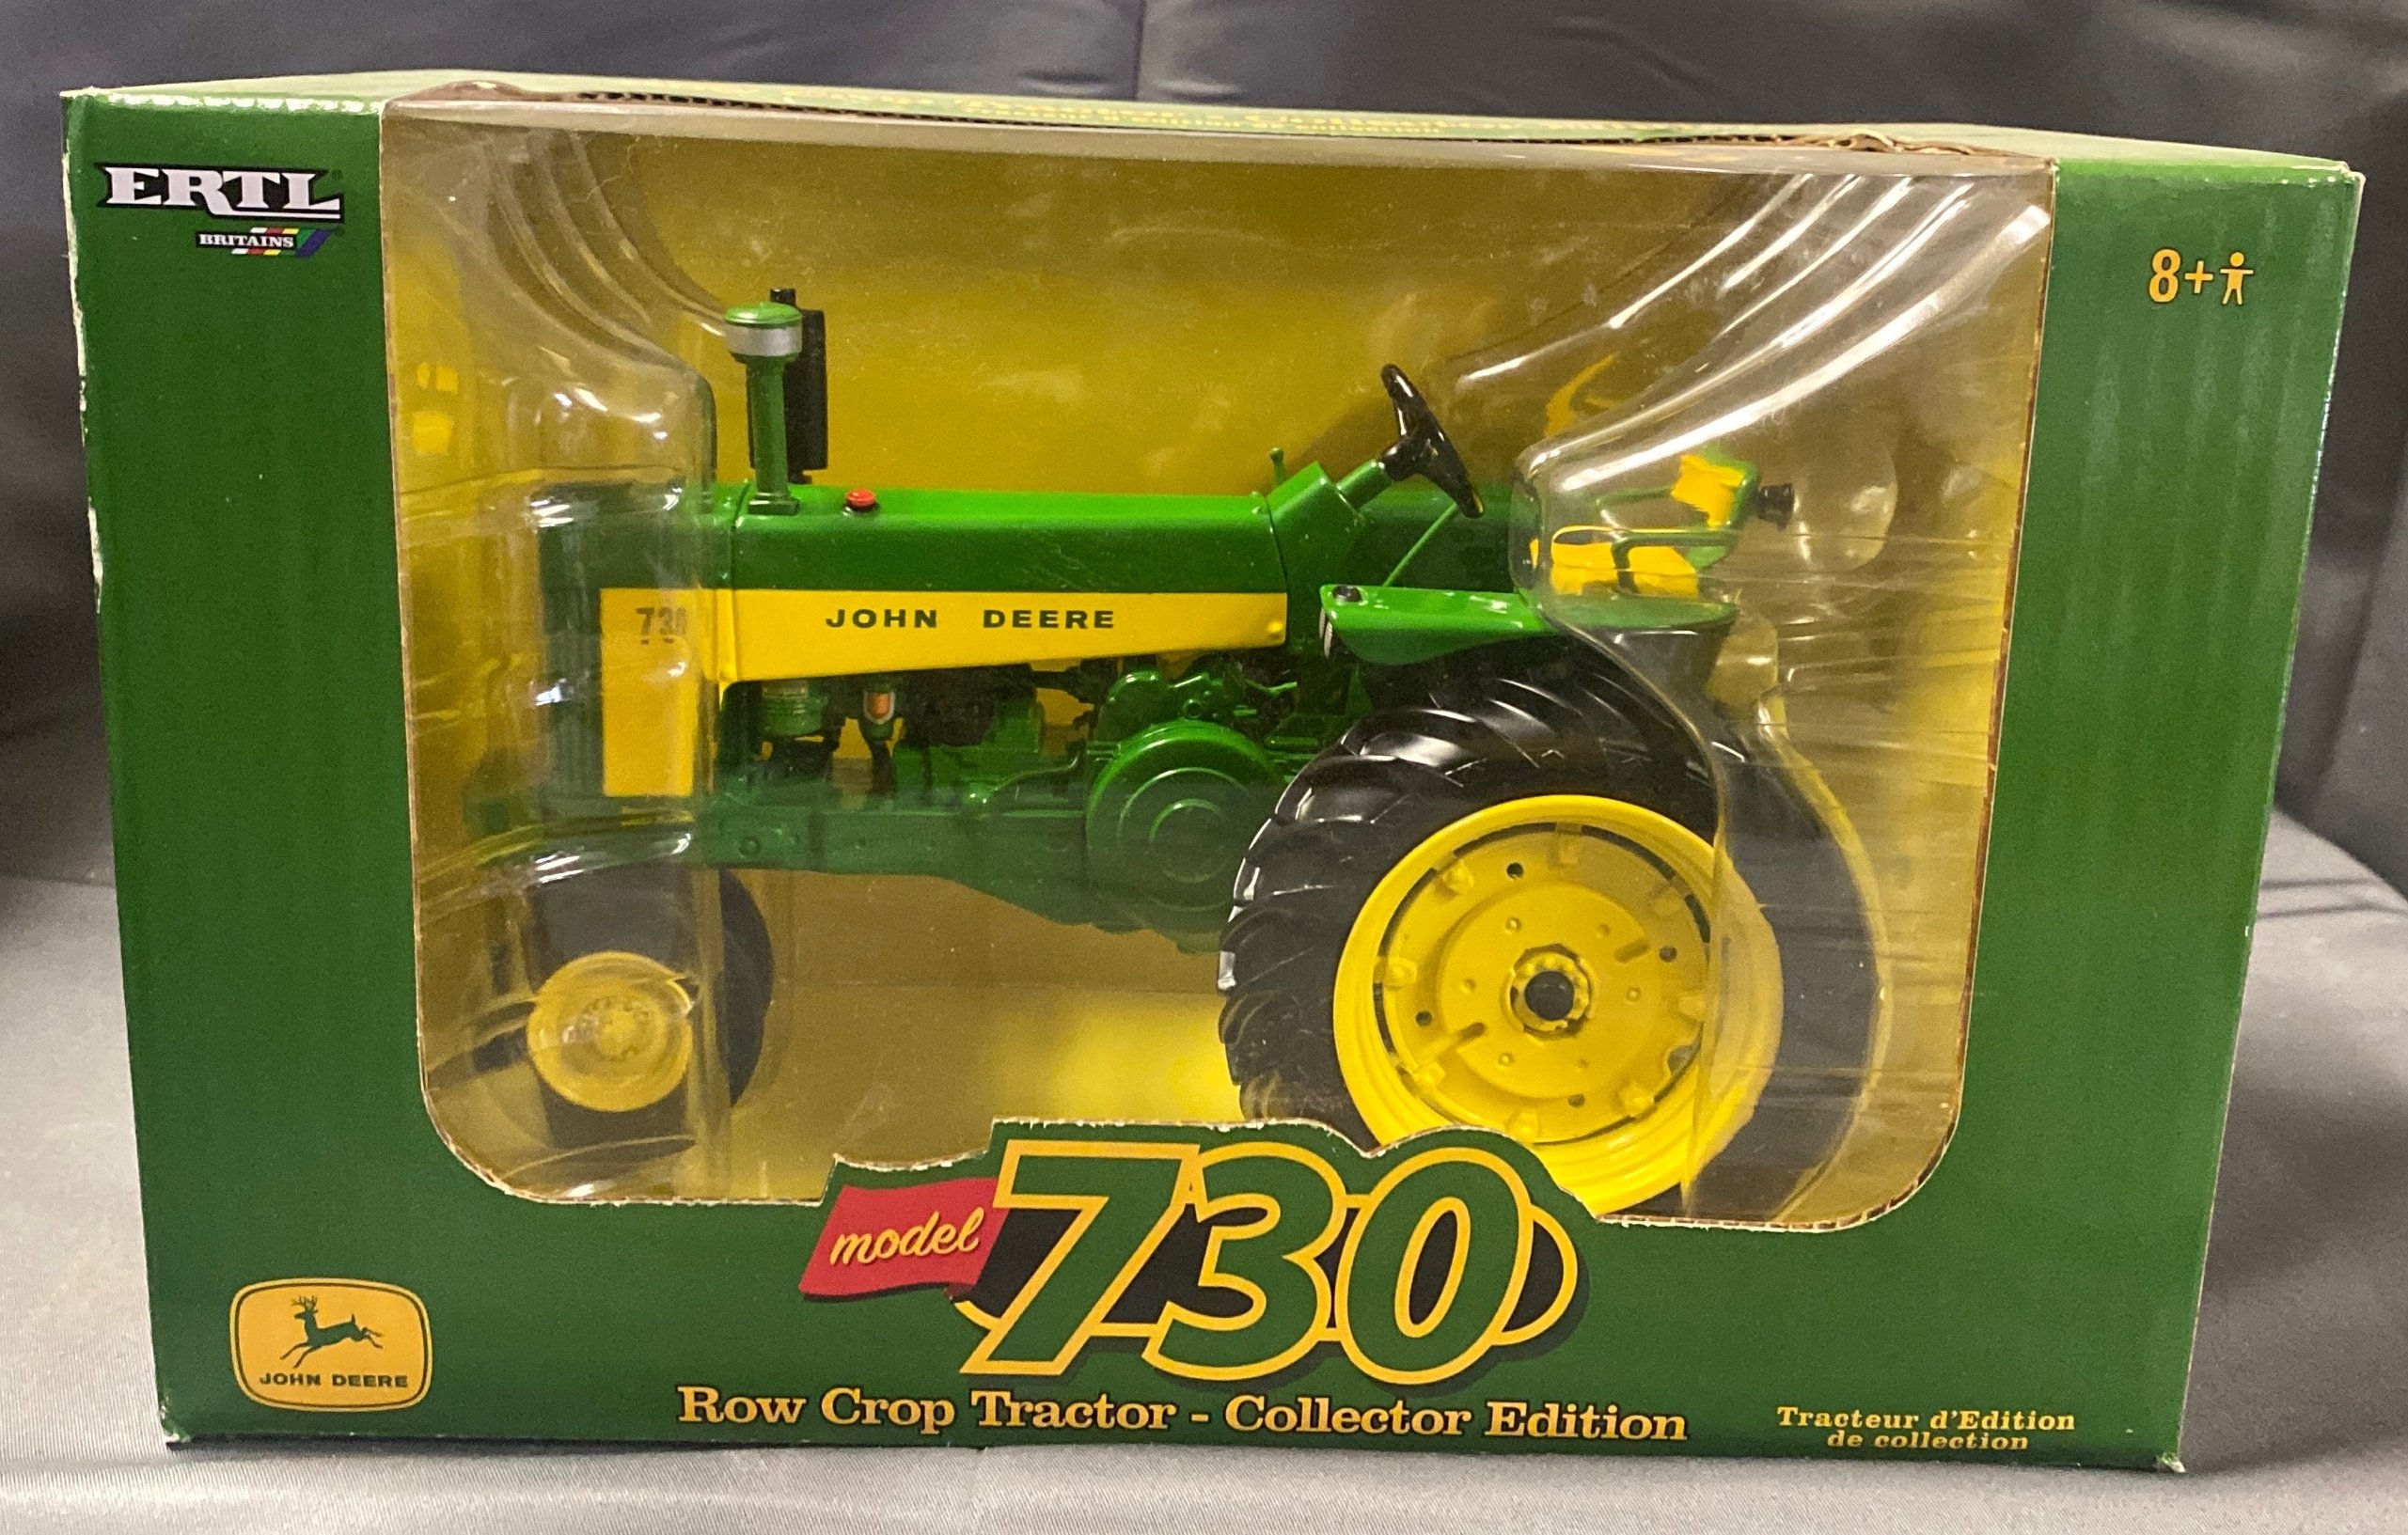 ERTL
BRITAINS
8+
730
JOHN DEERE
model
730
JOHN DEERE
Row Crop Tractor - Collector Edition
Tracteur d'Edition
de collection